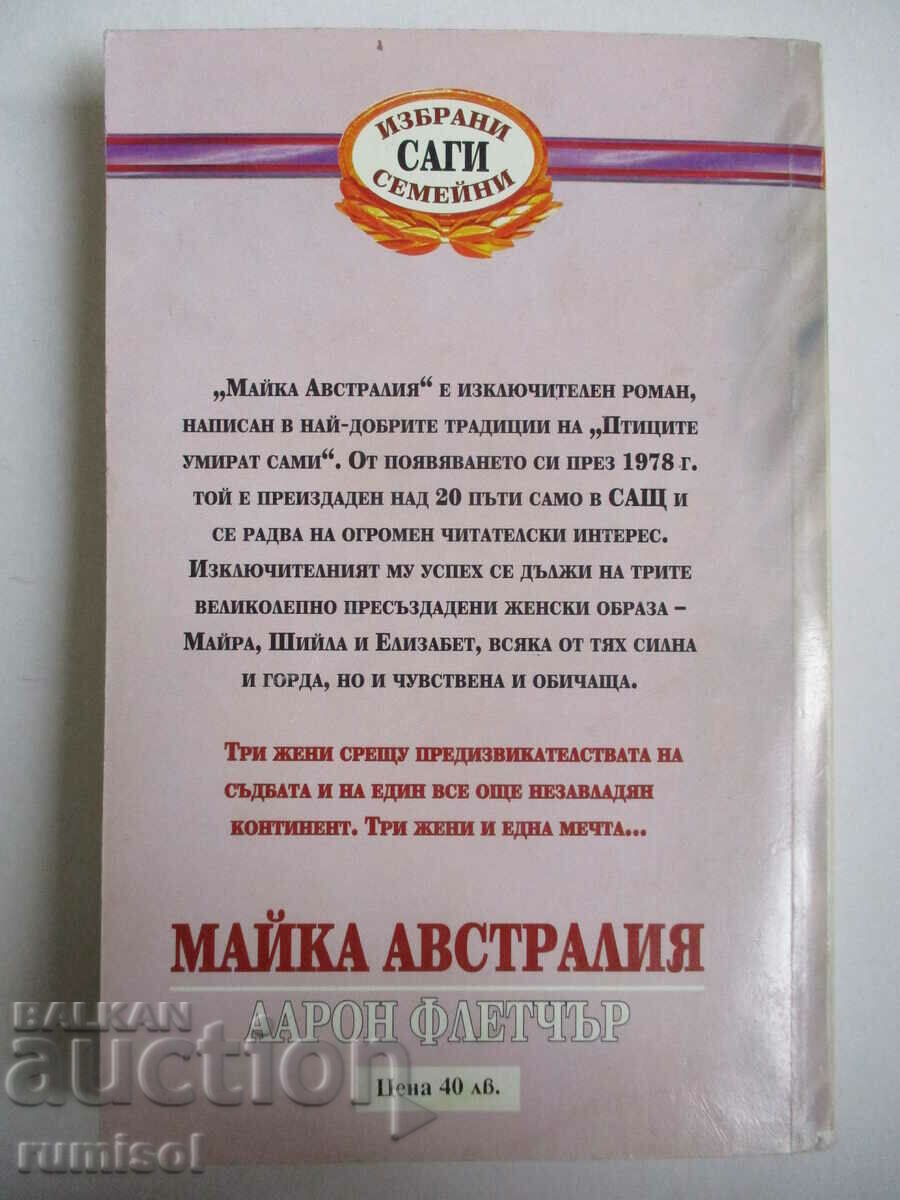 ИЗБРАНИ
САГИ
СЕМЕЙНИ
„Майка Австралия“ е изключителен роман,
написан в най-добрите традиции на „Птиците
умират сами“. От появяването си през 1978 г.
той е преиздаден над 20 пъти само в САЩ и
се радва на огромен читателски интерес.
Изключителният му успех се дължи на трите
великолепно пресъздадени женски образа –
Майра, Шийла и Елизабет, всяка от тях силна
и горда, но и чувствена и обичаща.
Три жени срещу предизвикателствата на
съдбата и на един все още незавладян
континент. Три жени и една мечта...
МАЙКА АВСТРАЛИЯ
ААРОН ФЛЕТЧЪР
Цена 40 лв.
BALKAN
auction
rumisol